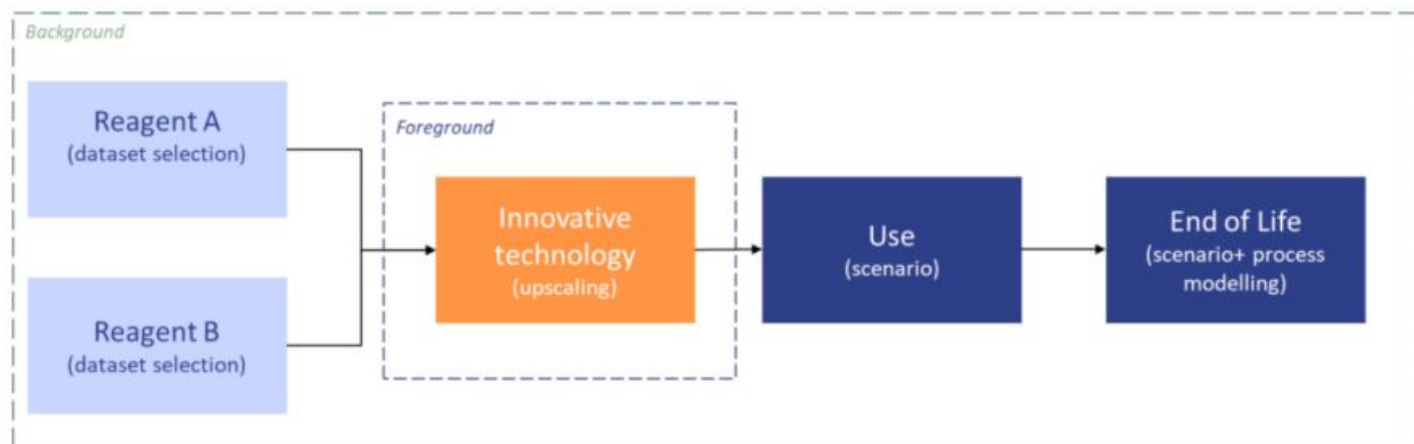 Background
Reagent A
(dataset selection)
Foreground
Innovative
technology
(upscaling)
Use
(scenario)
End of Life
(scenario+ process
modelling)
Reagent B
(dataset selection)